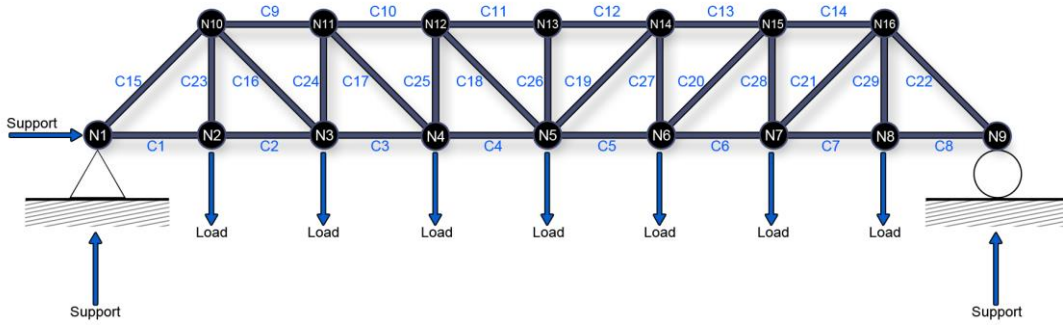 C9 C10 C11 C12 C13 C14
N10 N11 N12 N13 N14 N15 N16
C15 C23 C16 C24 C17 C25 C18 C26 C19 C27 C20 C28 C21 C29 C22
Support
N1 N2 N3 N4 N5 N6 N7 N8 N9
C1 C2 C3 C4 C5 C6 C7 C8
Load Load Load Load Load Load Load
Support Support